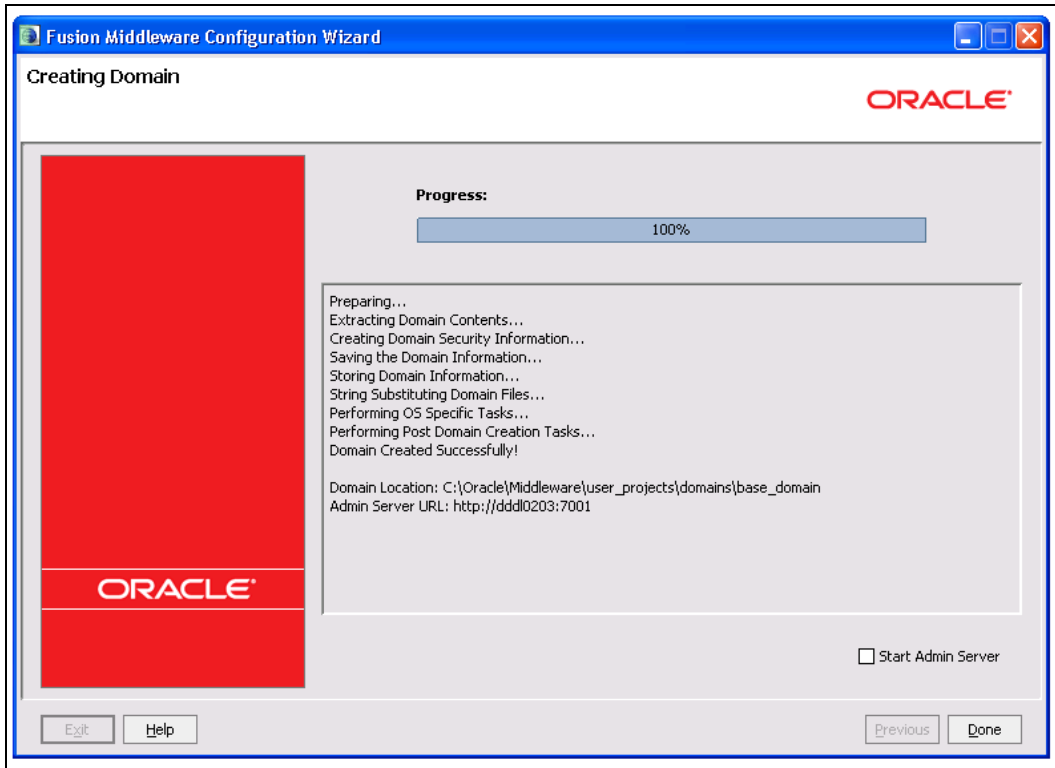 Fusion Middleware Configuration Wizard
Creating Domain
ORACLE
Progress:
100%
Preparing...
Extracting Domain Contents...
Creating Domain Security Information...
Saving the Domain Information...
Storing Domain Information...
String Substituting Domain Files...
Performing OS Specific Tasks...
Performing Post Domain Creation Tasks...
Domain Created Successfully!
Domain Location: C:\Oracle\Middleware\user_projects\domains\base_domain
Admin Server URL: http://dddl0203:7001
ORACLE
Start Admin Server
Exit Help Previous Done